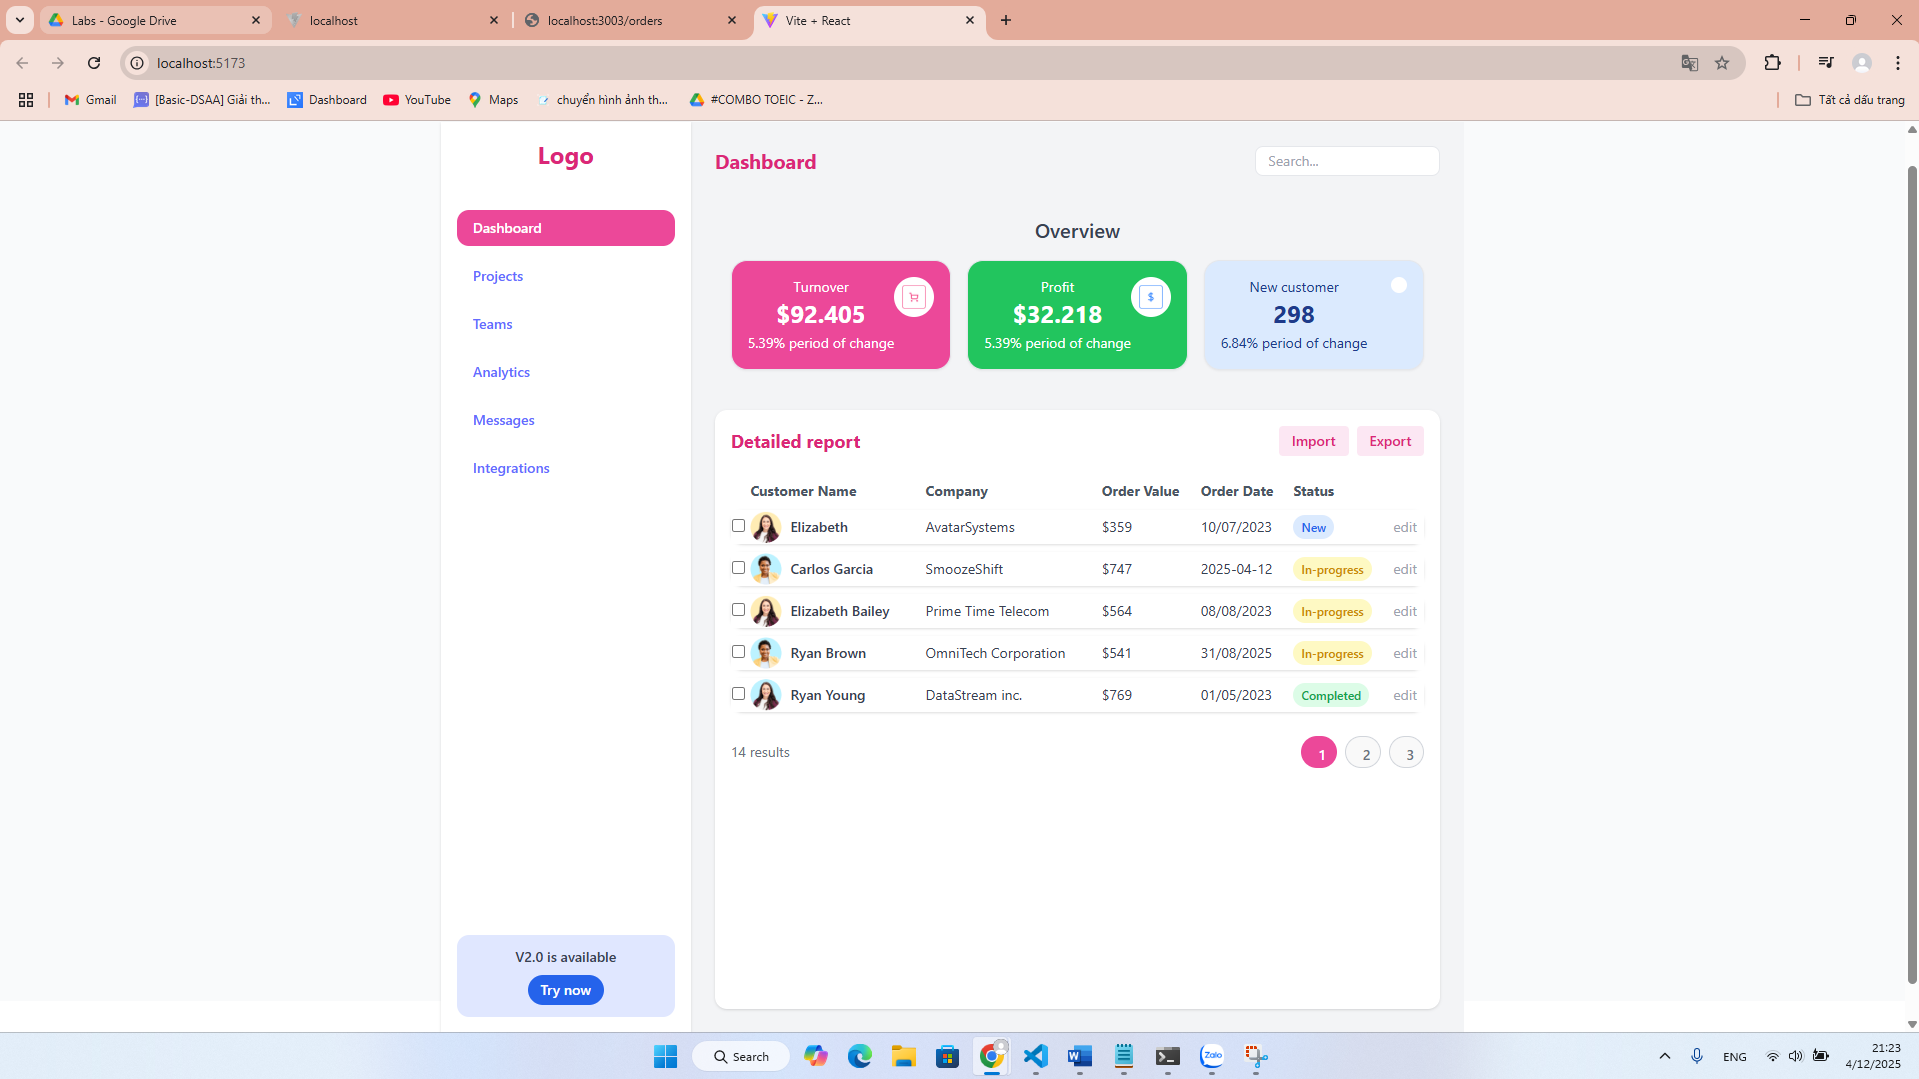 Labs - Google Drive
localhost
localhost:3003/orders
Vite + React
localhost:5173
Gmail
[Basic-DSAA] Giải th...
Dashboard
YouTube
Maps
chuyển hình ảnh th...
#COMBO TOEIC - Z...
Tất cả dấu trang
Logo
Dashboard
Projects
Teams
Analytics
Messages
Integrations
V2.0 is available
Try now
Dashboard
Search...
Overview
Turnover
$92.405
5.39% period of change
Profit
$32.218
5.39% period of change
New customer
298
6.84% period of change
Detailed report
Import Export
Customer Name Company Order Value Order Date Status
Elizabeth AvatarSystems $359 10/07/2023 New edit
Carlos Garcia SmoozeShift $747 2025-04-12 In-progress edit
Elizabeth Bailey Prime Time Telecom $564 08/08/2023 In-progress edit
Ryan Brown OmniTech Corporation $541 31/08/2025 In-progress edit
Ryan Young DataStream inc. $769 01/05/2023 Completed edit
14 results
1 2 3
Search
Zalo
ENG
21:23
4/12/2025